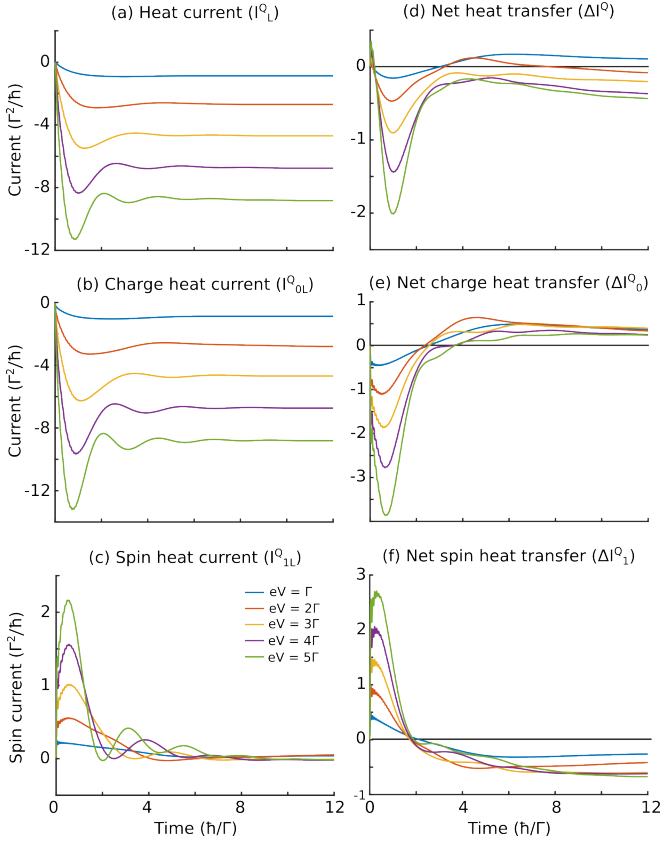 (a) Heat current (I^Q_L)
Current (Γ²/ħ)
0
-4
-8
-12
(d) Net heat transfer (ΔI^Q)
0
-1
-2
(b) Charge heat current (I^Q_0L)
Current (Γ²/ħ)
0
-4
-8
-12
(e) Net charge heat transfer (ΔI^Q_0)
1
0
-1
-2
-3
(c) Spin heat current (I^Q_1L)
Spin current (Γ²/ħ)
2
1
0
eV = Γ
eV = 2Γ
eV = 3Γ
eV = 4Γ
eV = 5Γ
0 4 8 12
Time (ħ/Γ)
(f) Net spin heat transfer (ΔI^Q_1)
3
2
1
0
-1
0 4 8 12
Time (ħ/Γ)